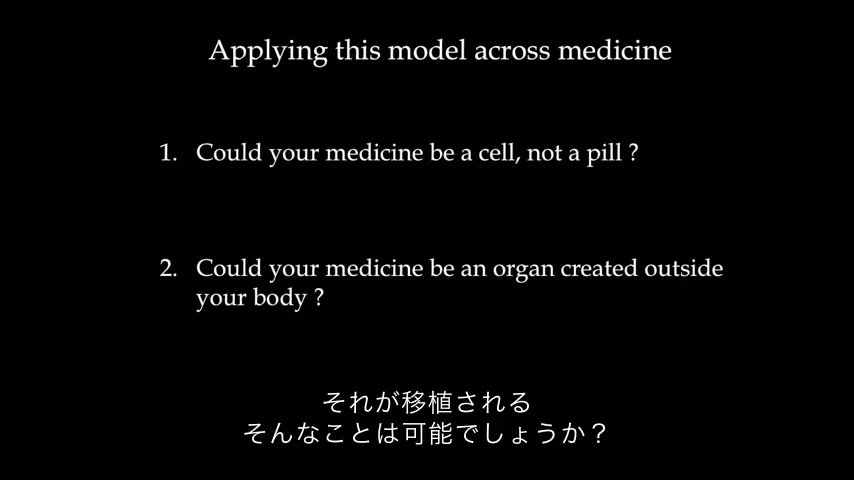 Applying this model across medicine
1. Could your medicine be a cell, not a pill ?
2. Could your medicine be an organ created outside
your body ?
それが移植される
そんなことは可能でしょうか？